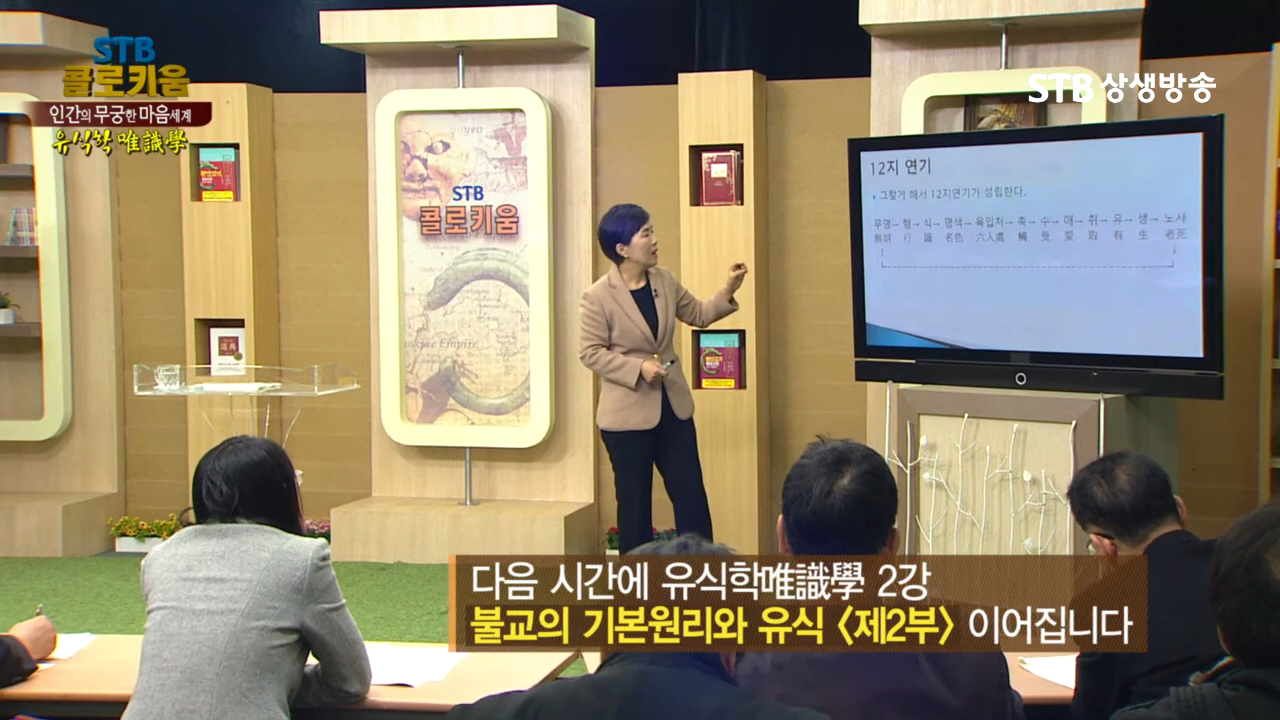 STB
콜로키움
인간의 무궁한 마음세계
유식학 唯識學
STB 상생방송
STB
콜로키움
12지 연기
그렇게 해서 12지연기가 성립한다.
무명→ 행→ 식→ 명색→ 육입처→ 촉→ 수→ 애→ 취→ 유→ 생→ 노사
無明 行 識 名色 六入處 觸 受 愛 取 有 生 老死
道典
다음 시간에 유식학唯識學 2강
불교의 기본원리와 유식 <제2부> 이어집니다